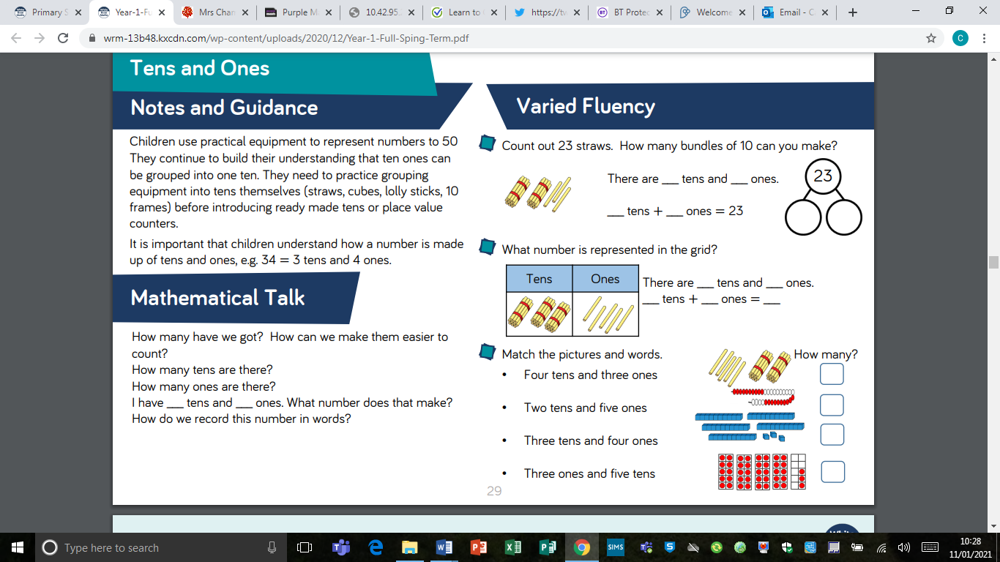 Primary S
Year-1-Fu
Mrs Chan
Purple M
10.42.95.
Learn to
https://tw
BT Protec
Welcome
Email - C
wrm-13b48.kxcdn.com/wp-content/uploads/2020/12/Year-1-Full-Sping-Term.pdf
C
Tens and Ones
Notes and Guidance
Children use practical equipment to represent numbers to 50
They continue to build their understanding that ten ones can
be grouped into one ten. They need to practice grouping
equipment into tens themselves (straws, cubes, lolly sticks, 10
frames) before introducing ready made tens or place value
counters.
It is important that children understand how a number is made
up of tens and ones, e.g. 34 = 3 tens and 4 ones.
Mathematical Talk
How many have we got? How can we make them easier to
count?
How many tens are there?
How many ones are there?
I have ___ tens and ___ ones. What number does that make?
How do we record this number in words?
Varied Fluency
Count out 23 straws. How many bundles of 10 can you make?
There are ___ tens and ___ ones.
___ tens + ___ ones = 23
23
What number is represented in the grid?
Tens Ones
There are ___ tens and ___ ones.
___ tens + ___ ones = ___
Match the pictures and words.
How many?
• Four tens and three ones
• Two tens and five ones
• Three tens and four ones
• Three ones and five tens
29
Type here to search
SIMS
10:28
11/01/2021